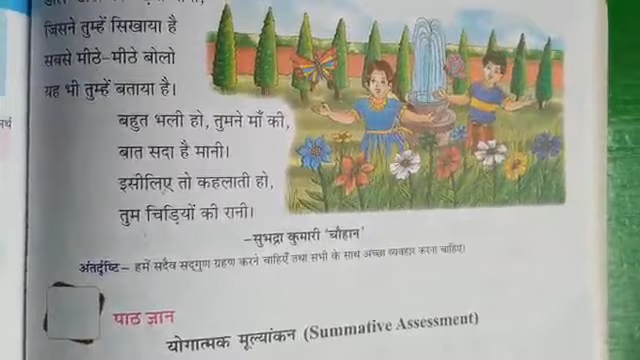 जिसने तुम्हें सिखाया है
सबसे मीठे-मीठे बोलो
यह भी तुम्हें बताया है।
बहुत भली हो, तुमने माँ की,
बात सदा है मानी।
इसीलिए तो कहलाती हो,
तुम चिड़ियों की रानी।
–सुभद्रा कुमारी 'चौहान'
अंतर्दृष्टि– हमें सदैव सद्गुण ग्रहण करने चाहिएँ तथा सभी के साथ अच्छा व्यवहार करना चाहिए।
पाठ ज्ञान
योगात्मक मूल्यांकन (Summative Assessment)